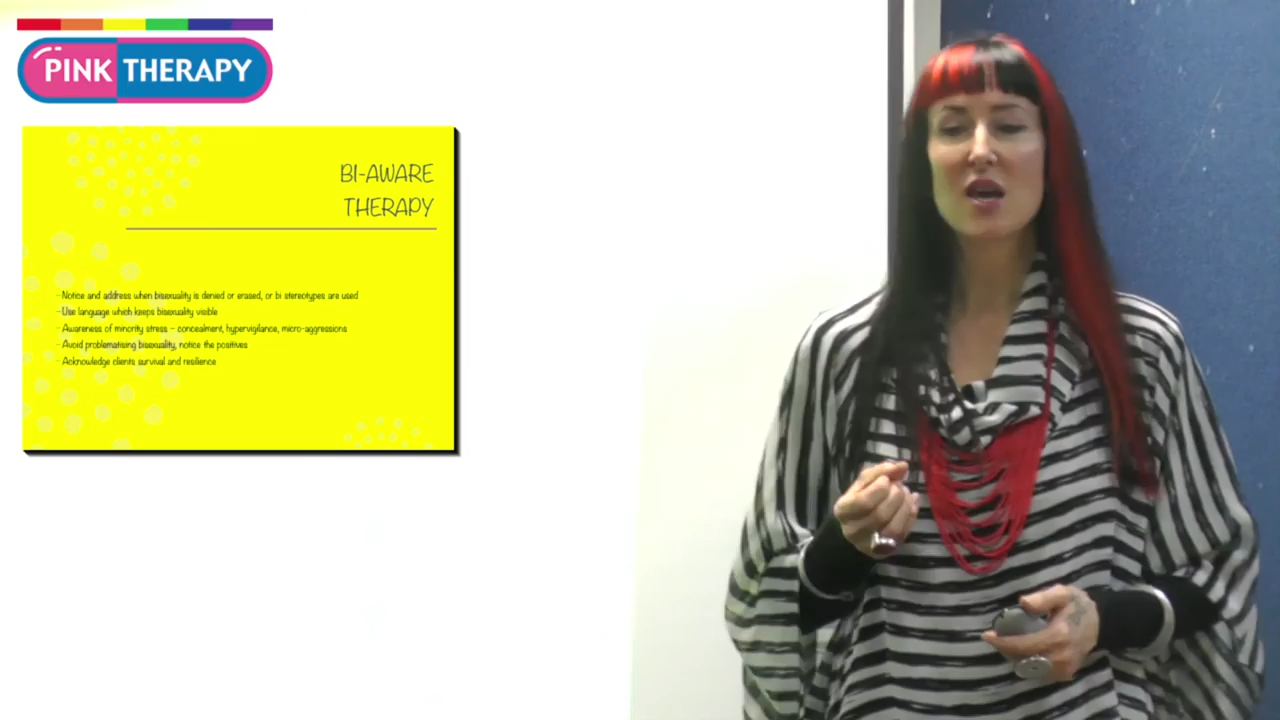 PINK THERAPY
BI-AWARE
THERAPY
- Notice and address when bisexuality is denied or erased, or bi stereotypes are used
- Use language which keeps bisexuality visible
- Awareness of minority stress – concealment, hypervigilance, micro-aggressions
- Avoid problematising bisexuality, notice the positives
- Acknowledge clients survival and resilience